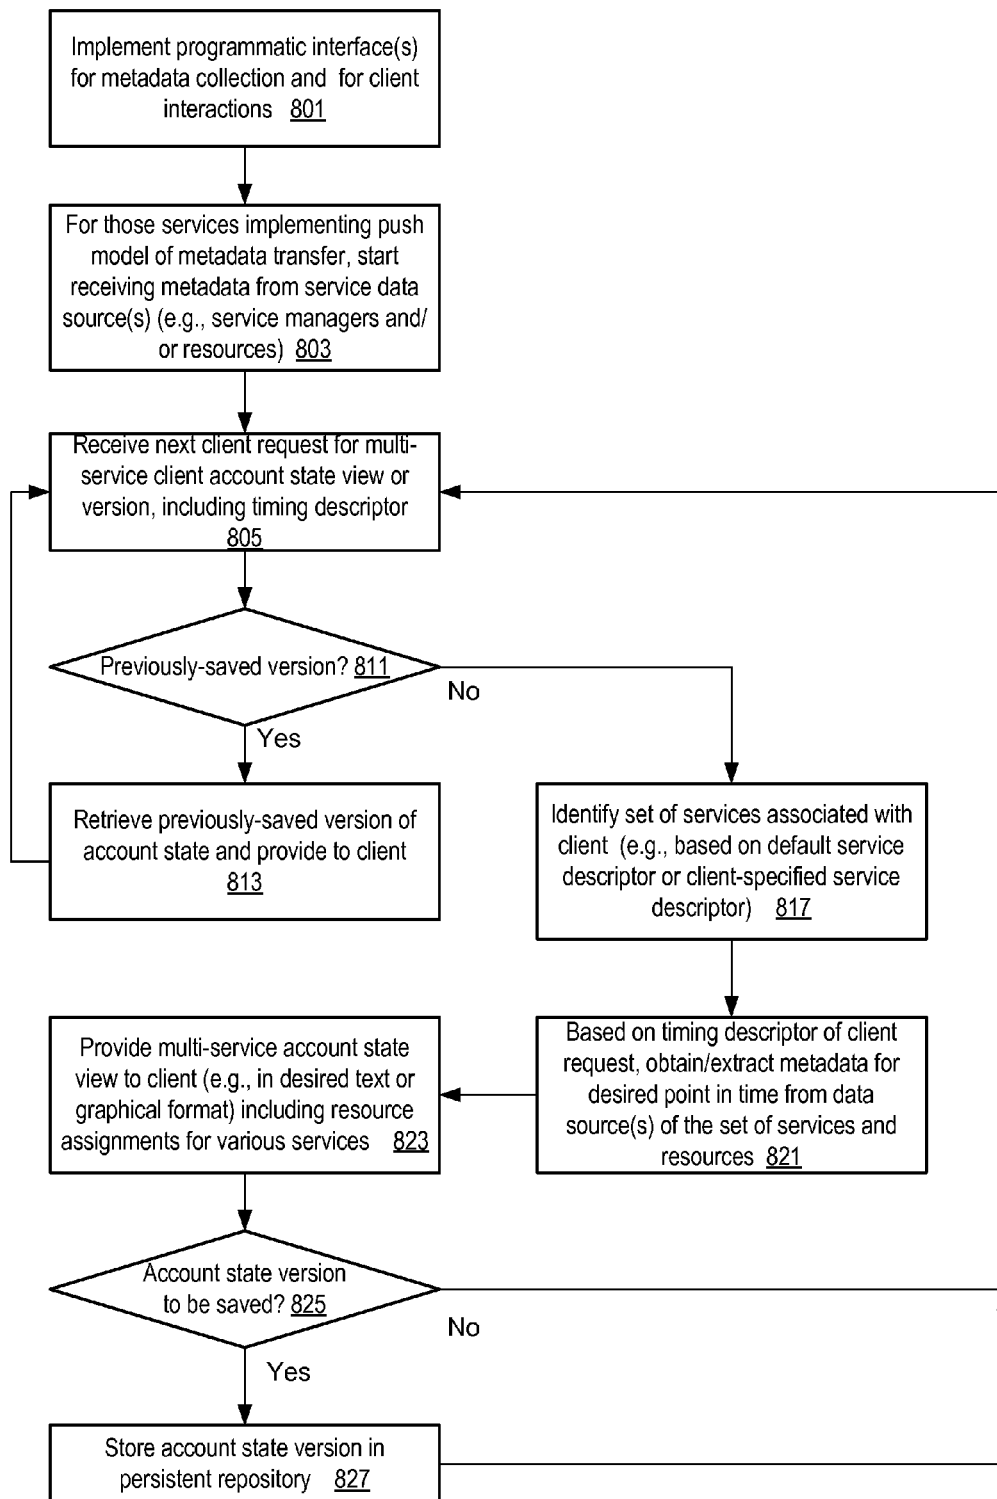 Implement programmatic interface(s)
for metadata collection and for client
interactions 801
For those services implementing push
model of metadata transfer, start
receiving metadata from service data
source(s) (e.g., service managers and/
or resources) 803
Receive next client request for multi-
service client account state view or
version, including timing descriptor
805
Previously-saved version? 811
No
Yes
Retrieve previously-saved version of
account state and provide to client
813
Identify set of services associated with
client (e.g., based on default service
descriptor or client-specified service
descriptor) 817
Based on timing descriptor of client
request, obtain/extract metadata for
desired point in time from data
source(s) of the set of services and
resources 821
Provide multi-service account state
view to client (e.g., in desired text or
graphical format) including resource
assignments for various services 823
Account state version
to be saved? 825
No
Yes
Store account state version in
persistent repository 827